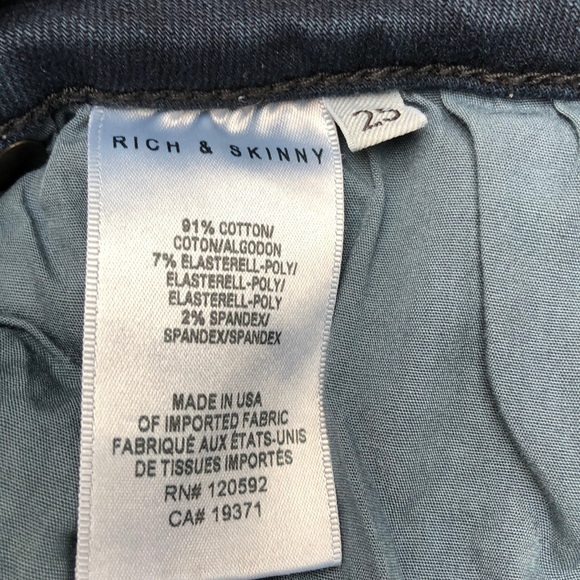 RICH & SKINNY
25
91% COTTON/
COTON/ALGODON
7% ELASTERELL-POLY/
ELASTERELL-POLY/
ELASTERELL-POLY
2% SPANDEX/
SPANDEX/SPANDEX
MADE IN USA
OF IMPORTED FABRIC
FABRIQUÉ AUX ÉTATS-UNIS
DE TISSUES IMPORTÉS
RN# 120592
CA# 19371